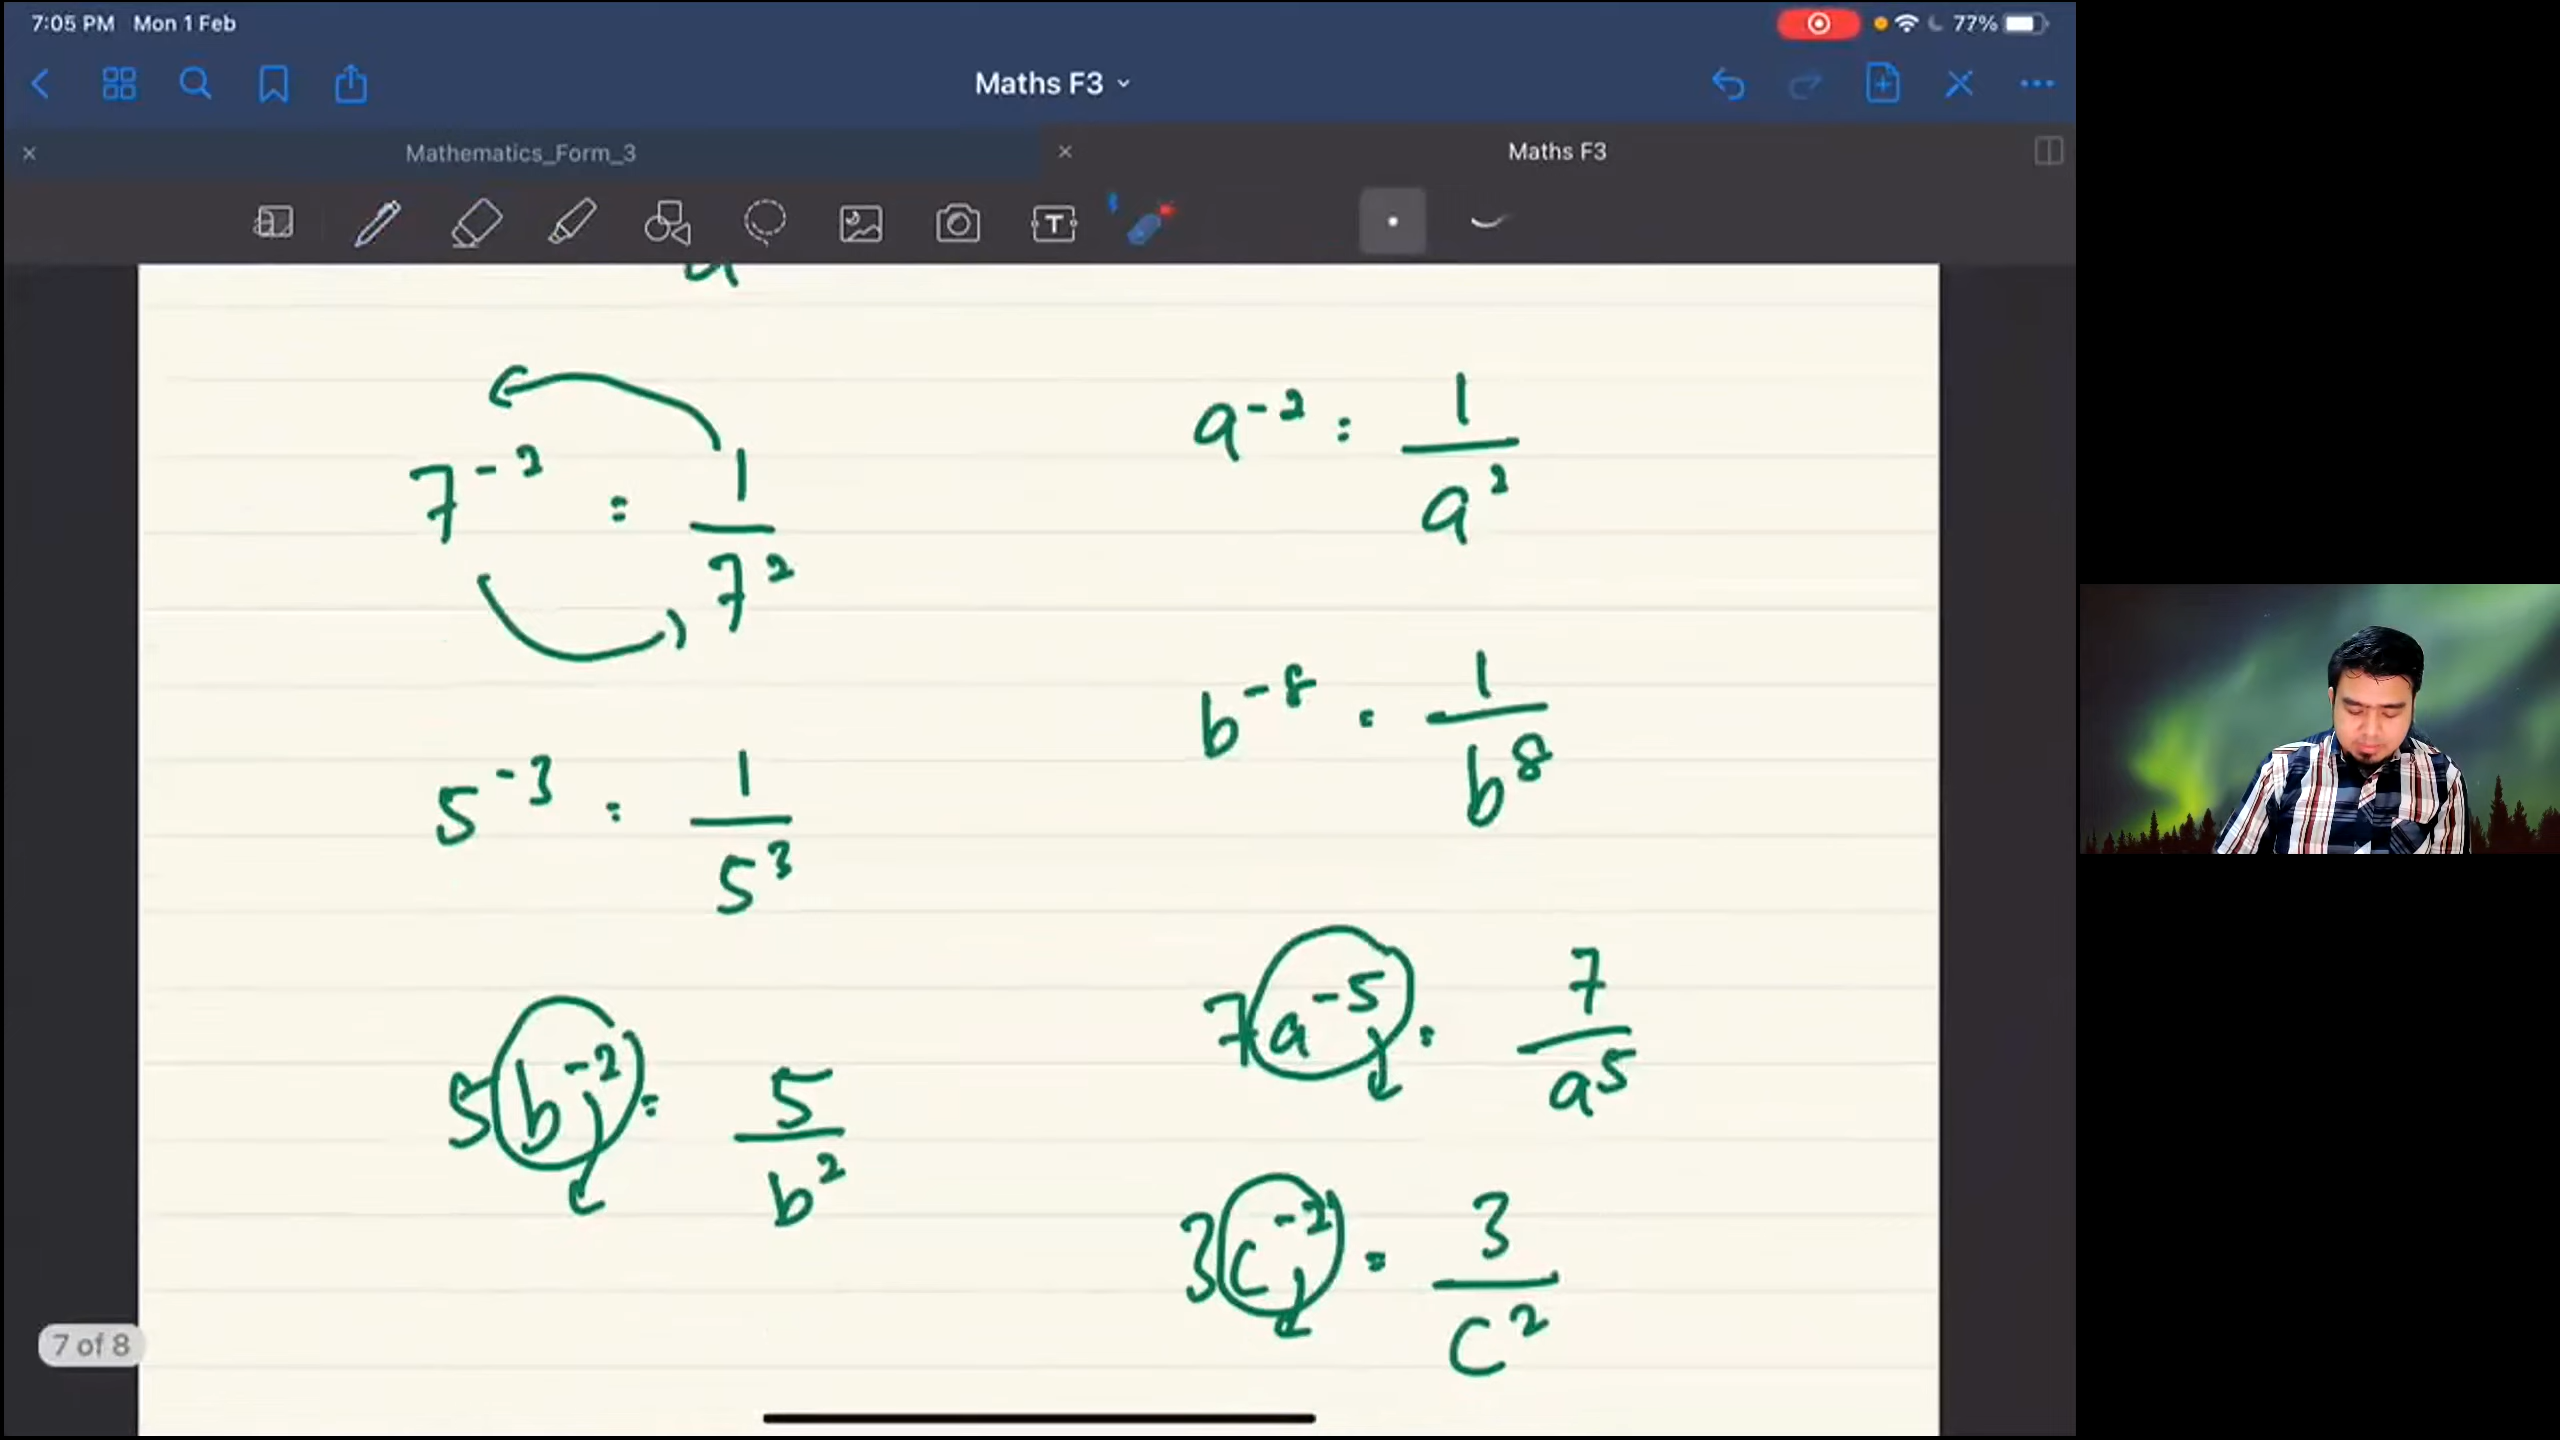 7:05 PM Mon 1 Feb 77%
Maths F3
Mathematics_Form_3 Maths F3
T
a
7⁻² = 1/7²
a⁻² = 1/a²
b⁻⁸ = 1/b⁸
5⁻³ = 1/5³
7a⁻⁵ = 7/a⁵
5b⁻² = 5/b²
3c⁻² = 3/c²
7 of 8